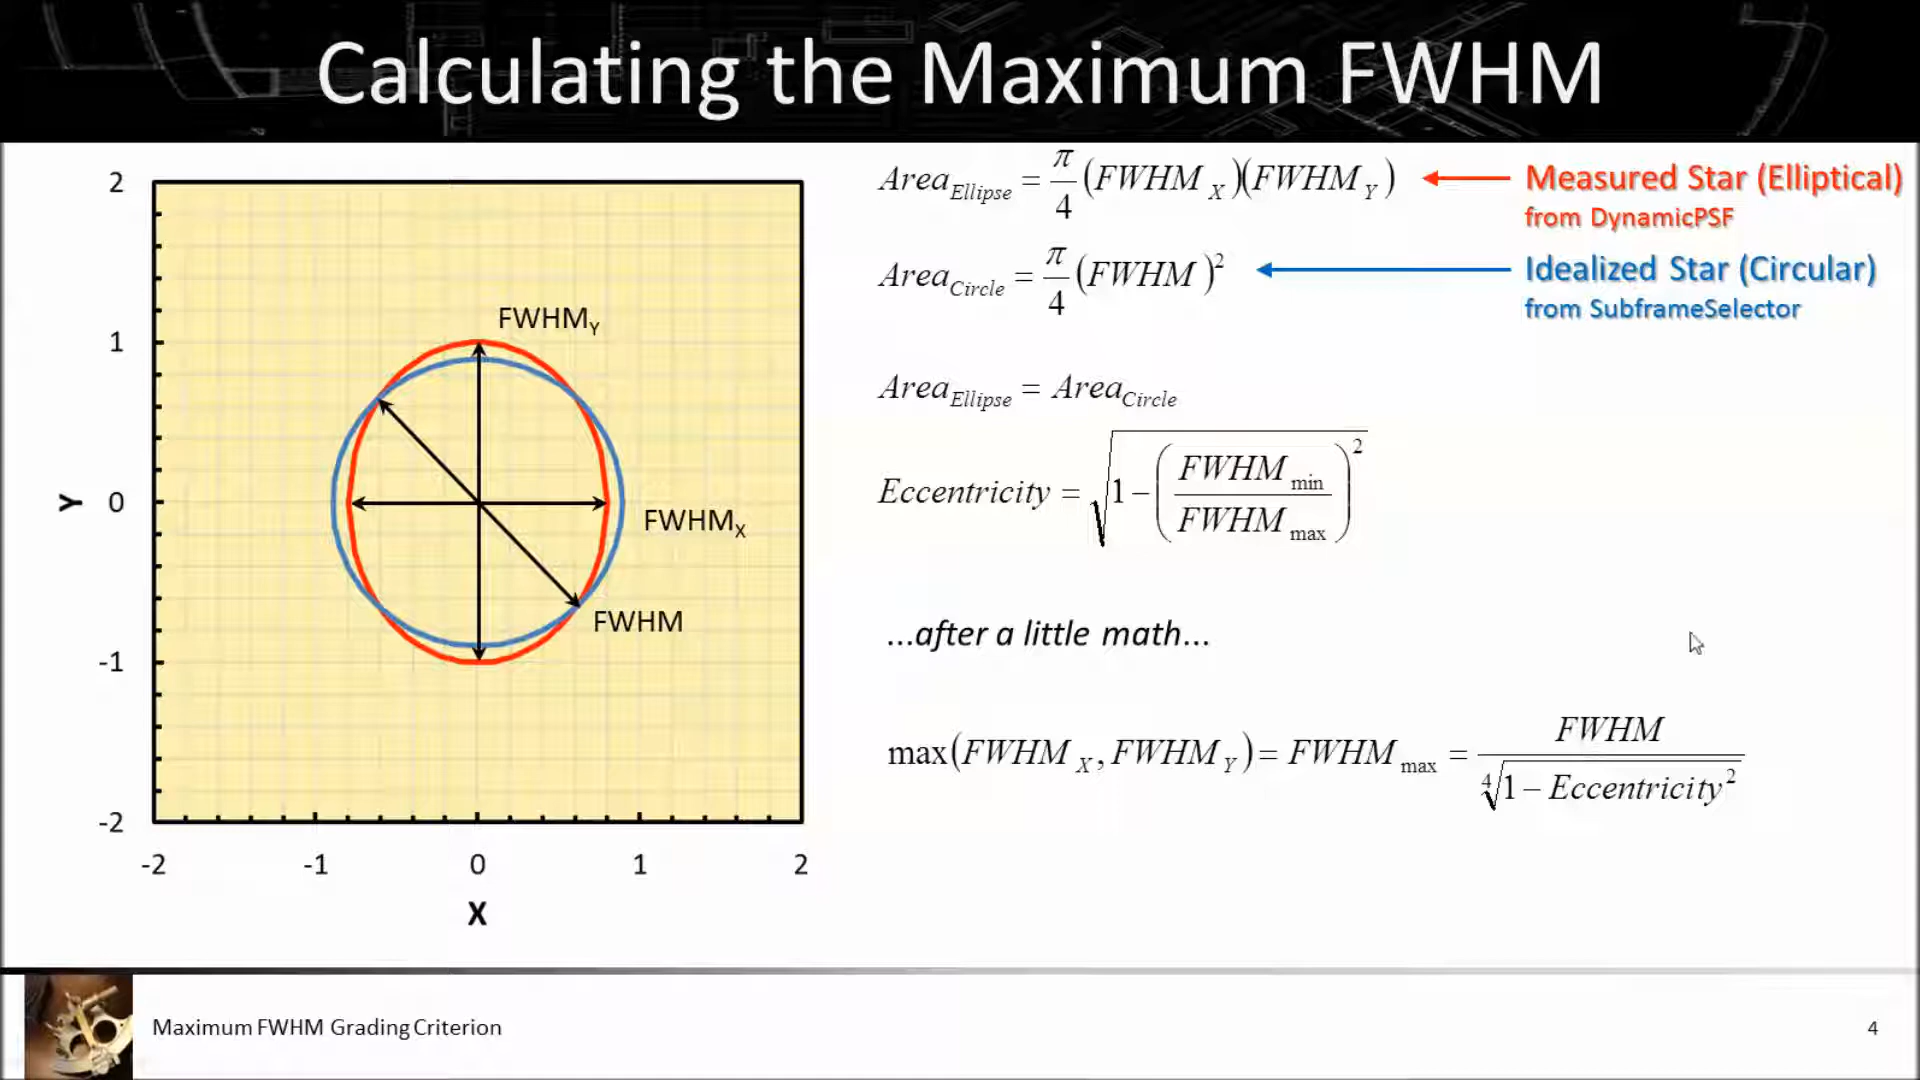 Calculating the Maximum FWHM
Area_Ellipse = π/4 (FWHM_X)(FWHM_Y)
Measured Star (Elliptical)
from DynamicPSF
Area_Circle = π/4 (FWHM)²
Idealized Star (Circular)
from SubframeSelector
Area_Ellipse = Area_Circle
Eccentricity = √(1 − (FWHM_min / FWHM_max)²)
...after a little math...
max(FWHM_X, FWHM_Y) = FWHM_max = FWHM / ∜(1 − Eccentricity²)
2
1
0
-1
-2
Y
FWHM_Y
FWHM_X
FWHM
-2 -1 0 1 2
X
Maximum FWHM Grading Criterion
4